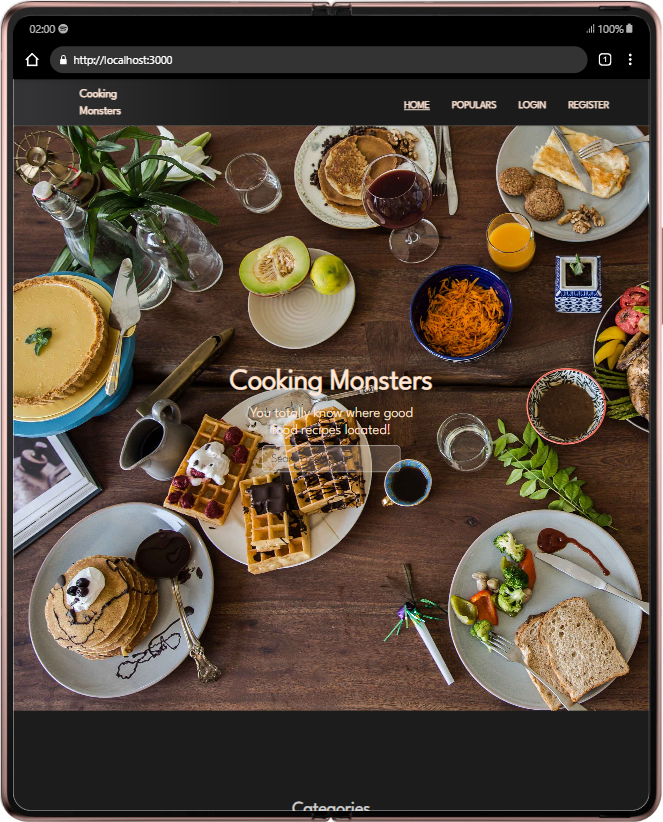 02:00
100%
http://localhost:3000
1
Cooking
Monsters
HOME
POPULARS
LOGIN
REGISTER
Cooking Monsters
You totally know where good
food recipes located!
Categories